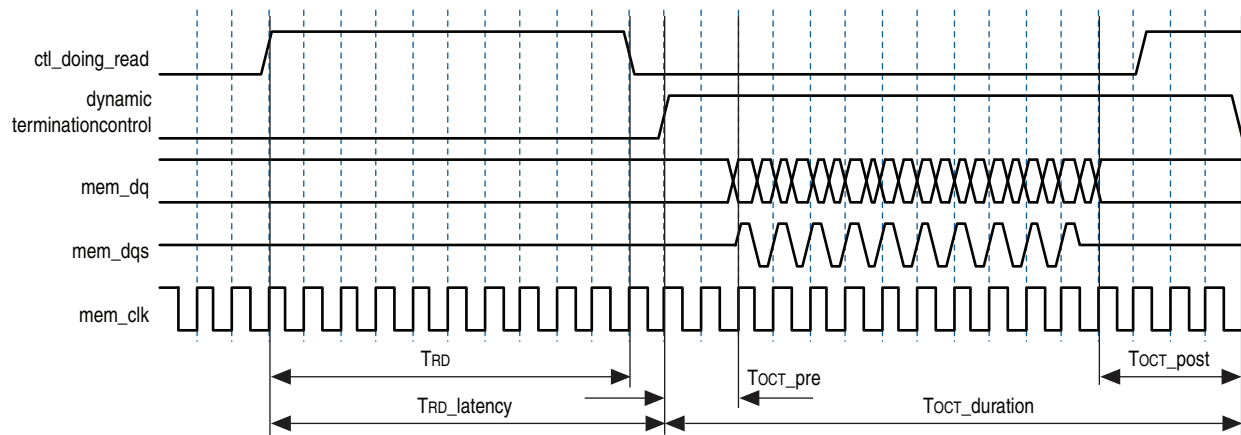 ctl_doing_read
dynamic
terminationcontrol
mem_dq
mem_dqs
mem_clk
TRD
TOCT_post
TOCT_pre
TRD_latency
TOCT_duration